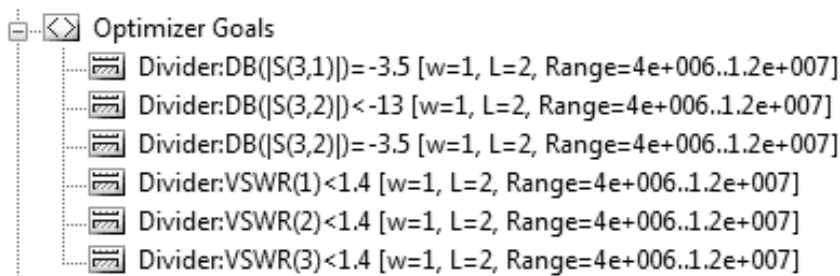 Optimizer Goals
Divider:DB(|S(3,1)|)=-3.5 [w=1, L=2, Range=4e+006..1.2e+007]
Divider:DB(|S(3,2)|)<-13 [w=1, L=2, Range=4e+006..1.2e+007]
Divider:DB(|S(3,2)|)=-3.5 [w=1, L=2, Range=4e+006..1.2e+007]
Divider:VSWR(1)<1.4 [w=1, L=2, Range=4e+006..1.2e+007]
Divider:VSWR(2)<1.4 [w=1, L=2, Range=4e+006..1.2e+007]
Divider:VSWR(3)<1.4 [w=1, L=2, Range=4e+006..1.2e+007]